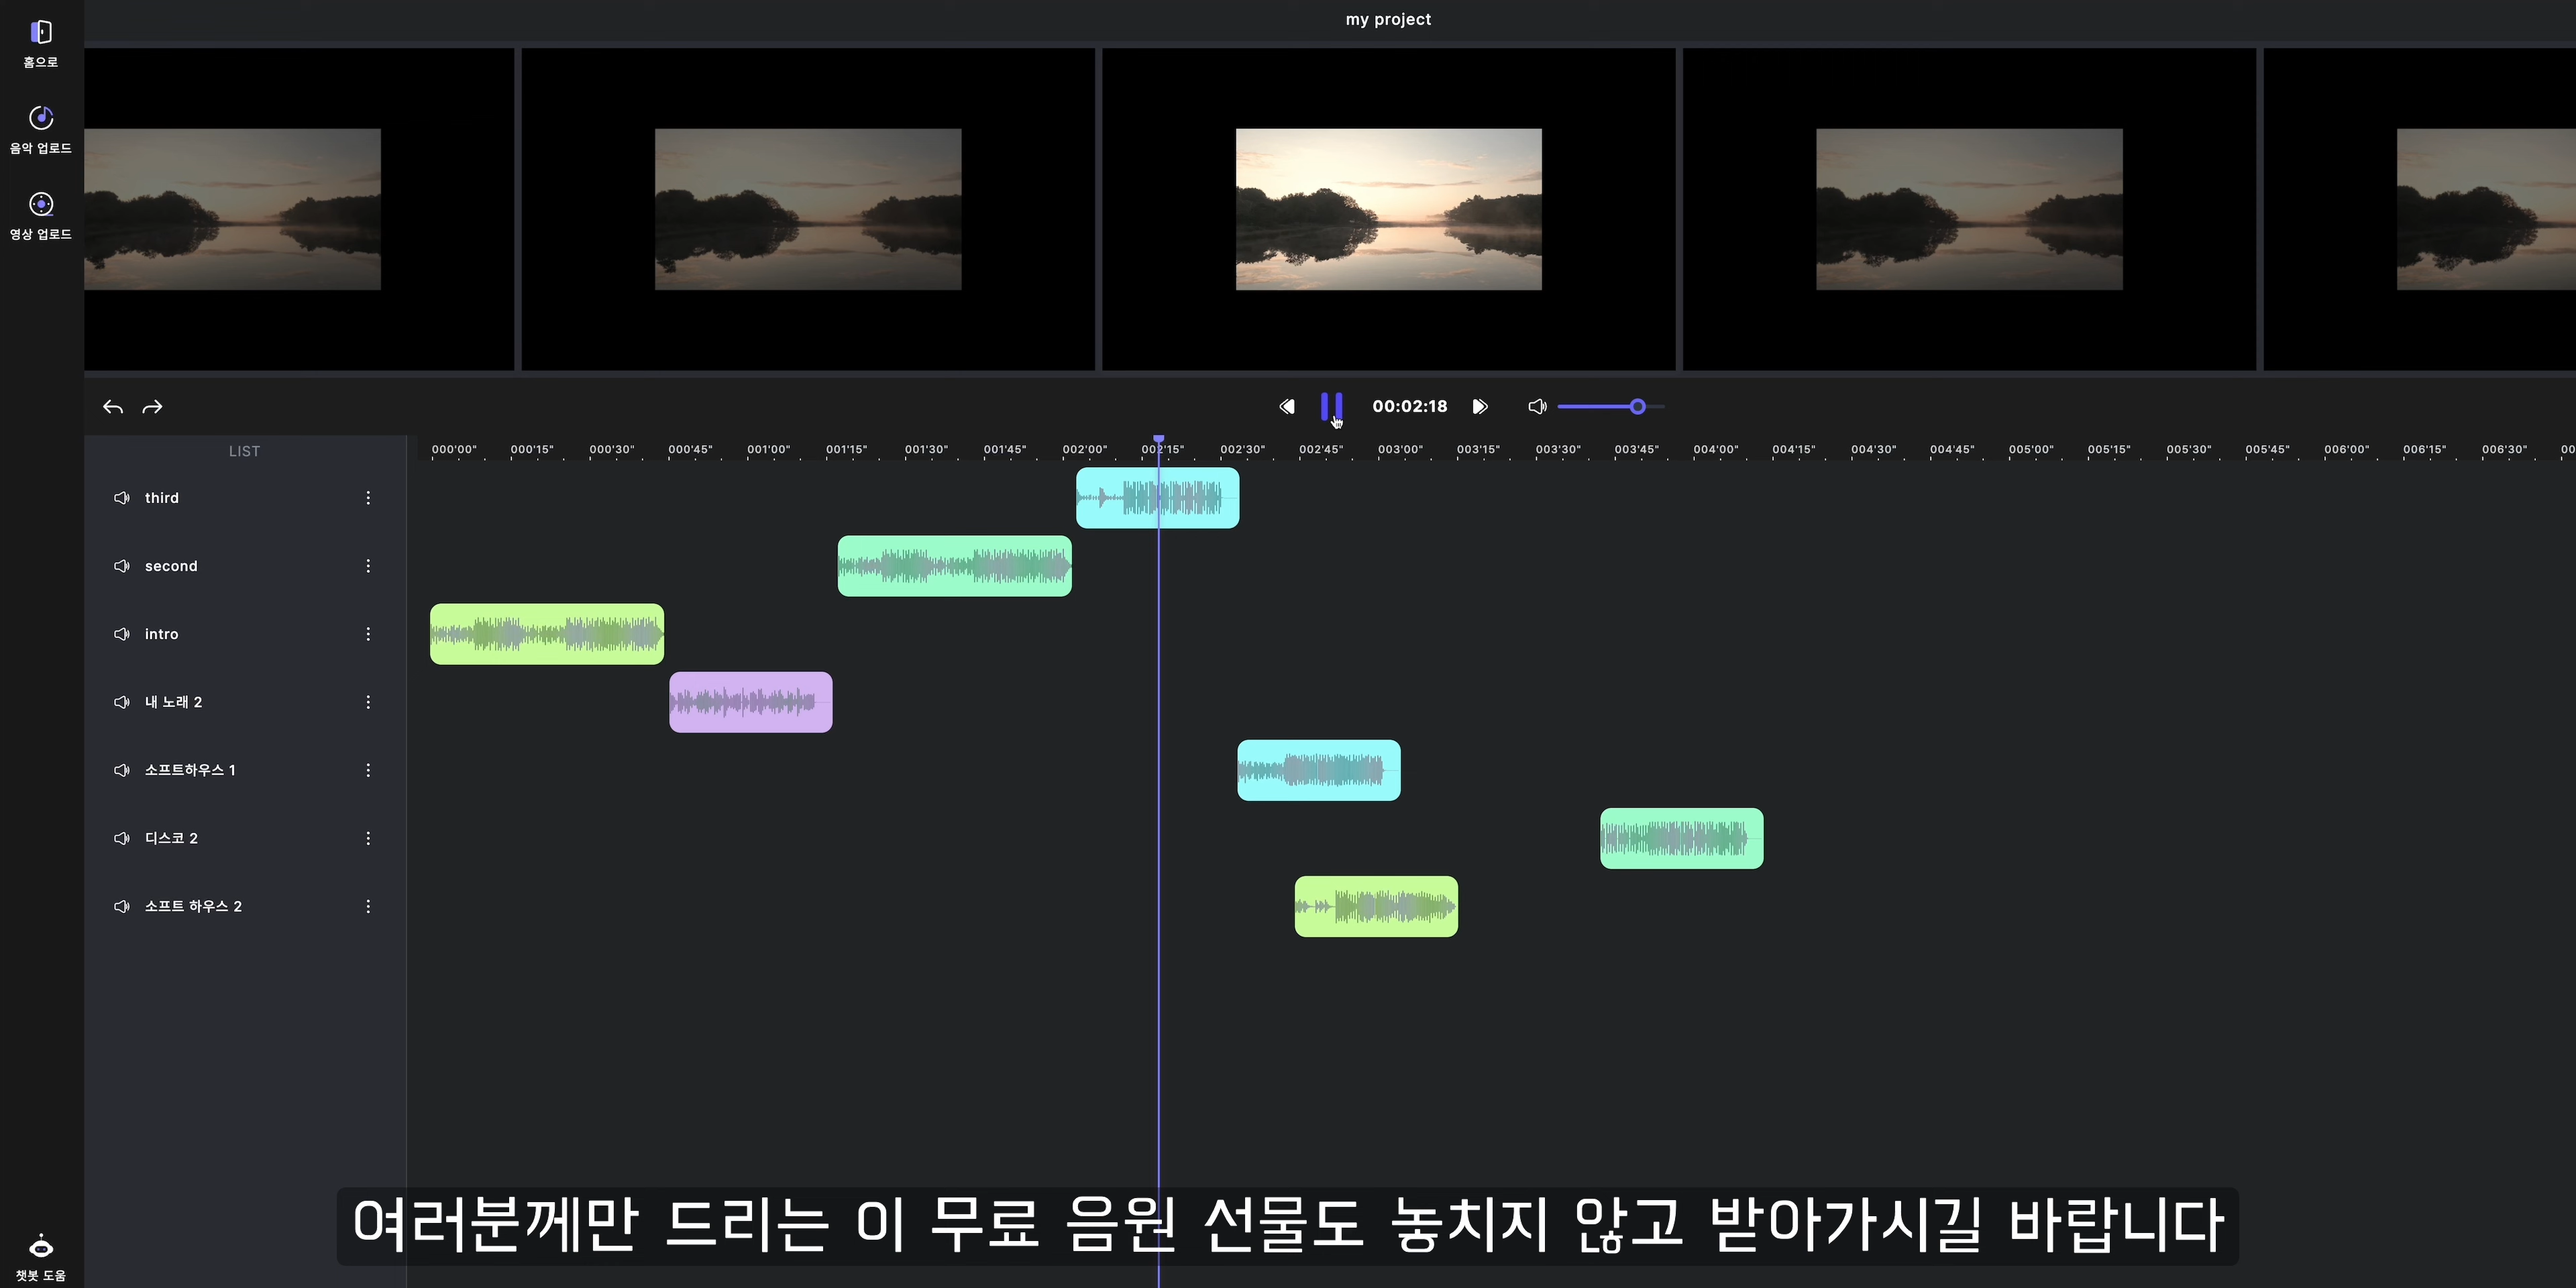 my project
홈으로
음악 업로드
영상 업로드
00:02:18
LIST
000'00" 000'15" 000'30" 000'45" 001'00" 001'15" 001'30" 001'45" 002'00" 002'15" 002'30" 002'45" 003'00" 003'15" 003'30" 003'45" 004'00" 004'15" 004'30" 004'45" 005'00" 005'15" 005'30" 005'45" 006'00" 006'15" 006'30" 00
third
second
intro
내 노래 2
소프트하우스 1
디스코 2
소프트 하우스 2
여러분께만 드리는 이 무료 음원 선물도 놓치지 않고 받아가시길 바랍니다
챗봇 도움